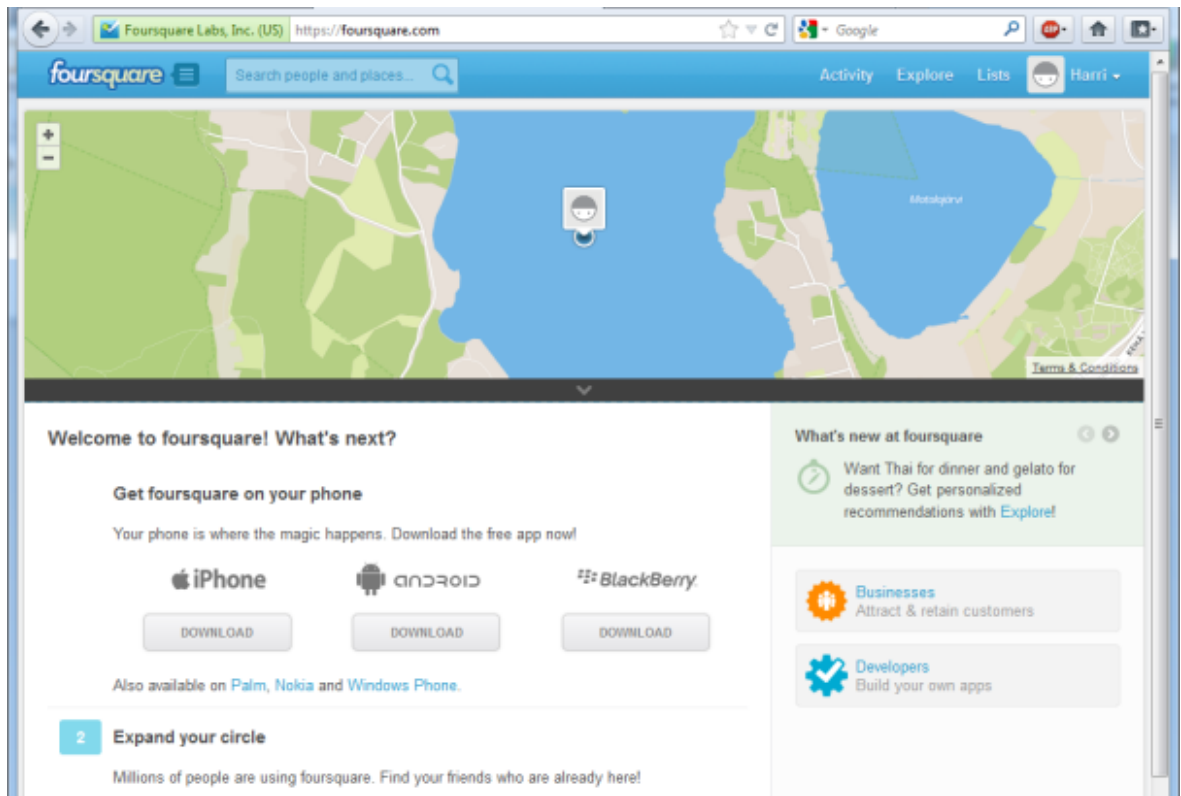 Foursquare Labs, Inc. (US) https://foursquare.com Google ABP
foursquare Search people and places... Activity Explore Lists Harri
+
-
Terms & Conditions
Welcome to foursquare! What's next?
Get foursquare on your phone
Your phone is where the magic happens. Download the free app now!
iPhone android BlackBerry.
DOWNLOAD DOWNLOAD DOWNLOAD
Also available on Palm, Nokia and Windows Phone.
2 Expand your circle
Millions of people are using foursquare. Find your friends who are already here!
What's new at foursquare
Want Thai for dinner and gelato for
dessert? Get personalized
recommendations with Explore!
Businesses
Attract & retain customers
Developers
Build your own apps